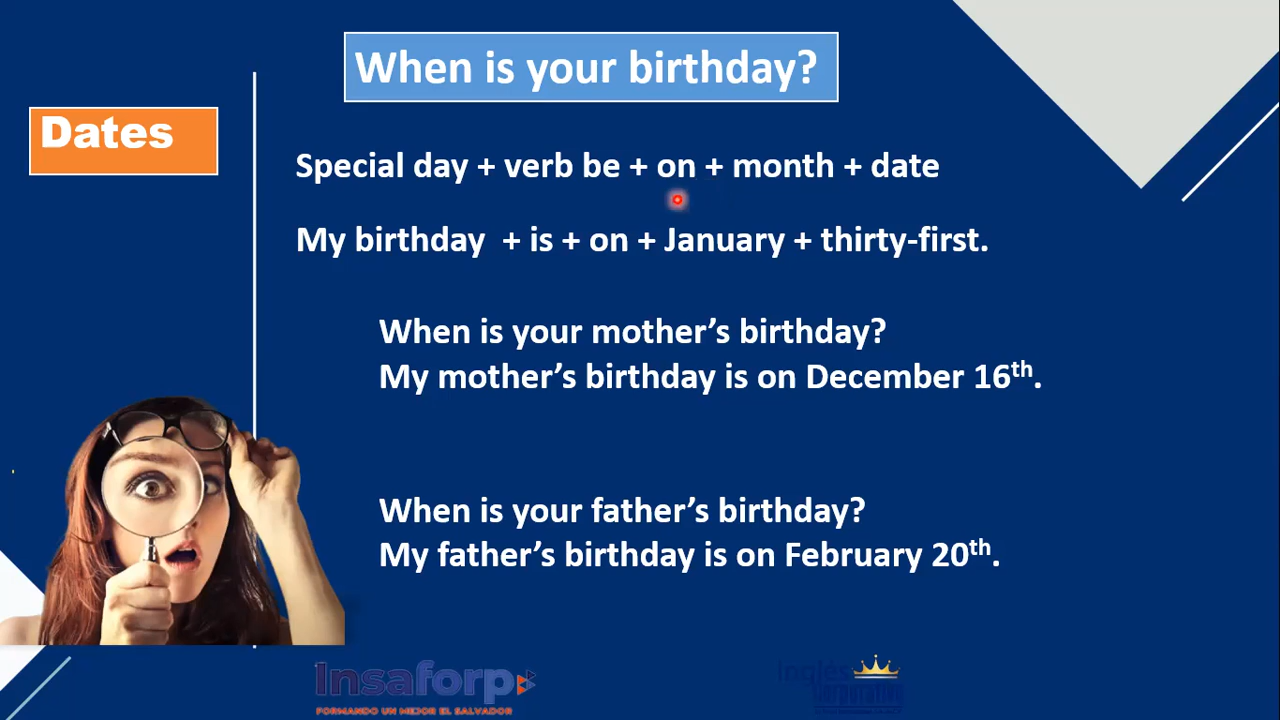 When is your birthday?
Dates
Special day + verb be + on + month + date
My birthday + is + on + January + thirty-first.
When is your mother’s birthday?
My mother’s birthday is on December 16th.
When is your father’s birthday?
My father’s birthday is on February 20th.
Insaforp
FORMANDO UN MEJOR EL SALVADOR
Inglés
Corporativo